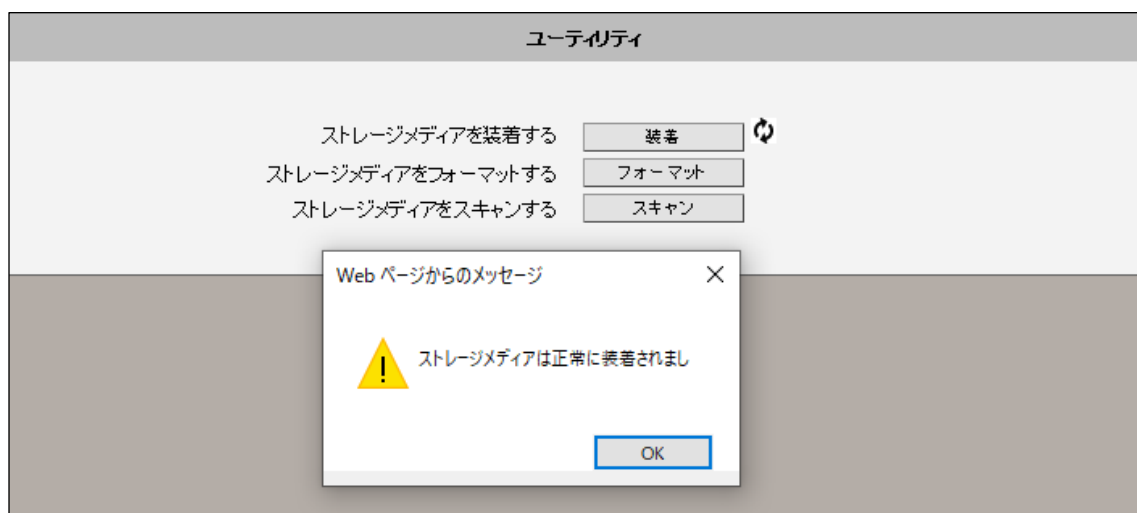 ユーティリティ
ストレージメディアを装着する 装着
ストレージメディアをフォーマットする フォーマット
ストレージメディアをスキャンする スキャン
Web ページからのメッセージ
ストレージメディアは正常に装着されまし
OK